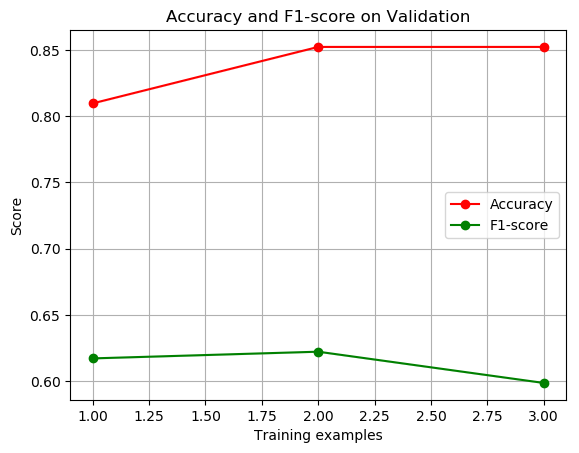 Accuracy and F1-score on Validation
0.85
0.80
0.75
0.70
0.65
0.60
Score
Accuracy
F1-score
1.00 1.25 1.50 1.75 2.00 2.25 2.50 2.75 3.00
Training examples